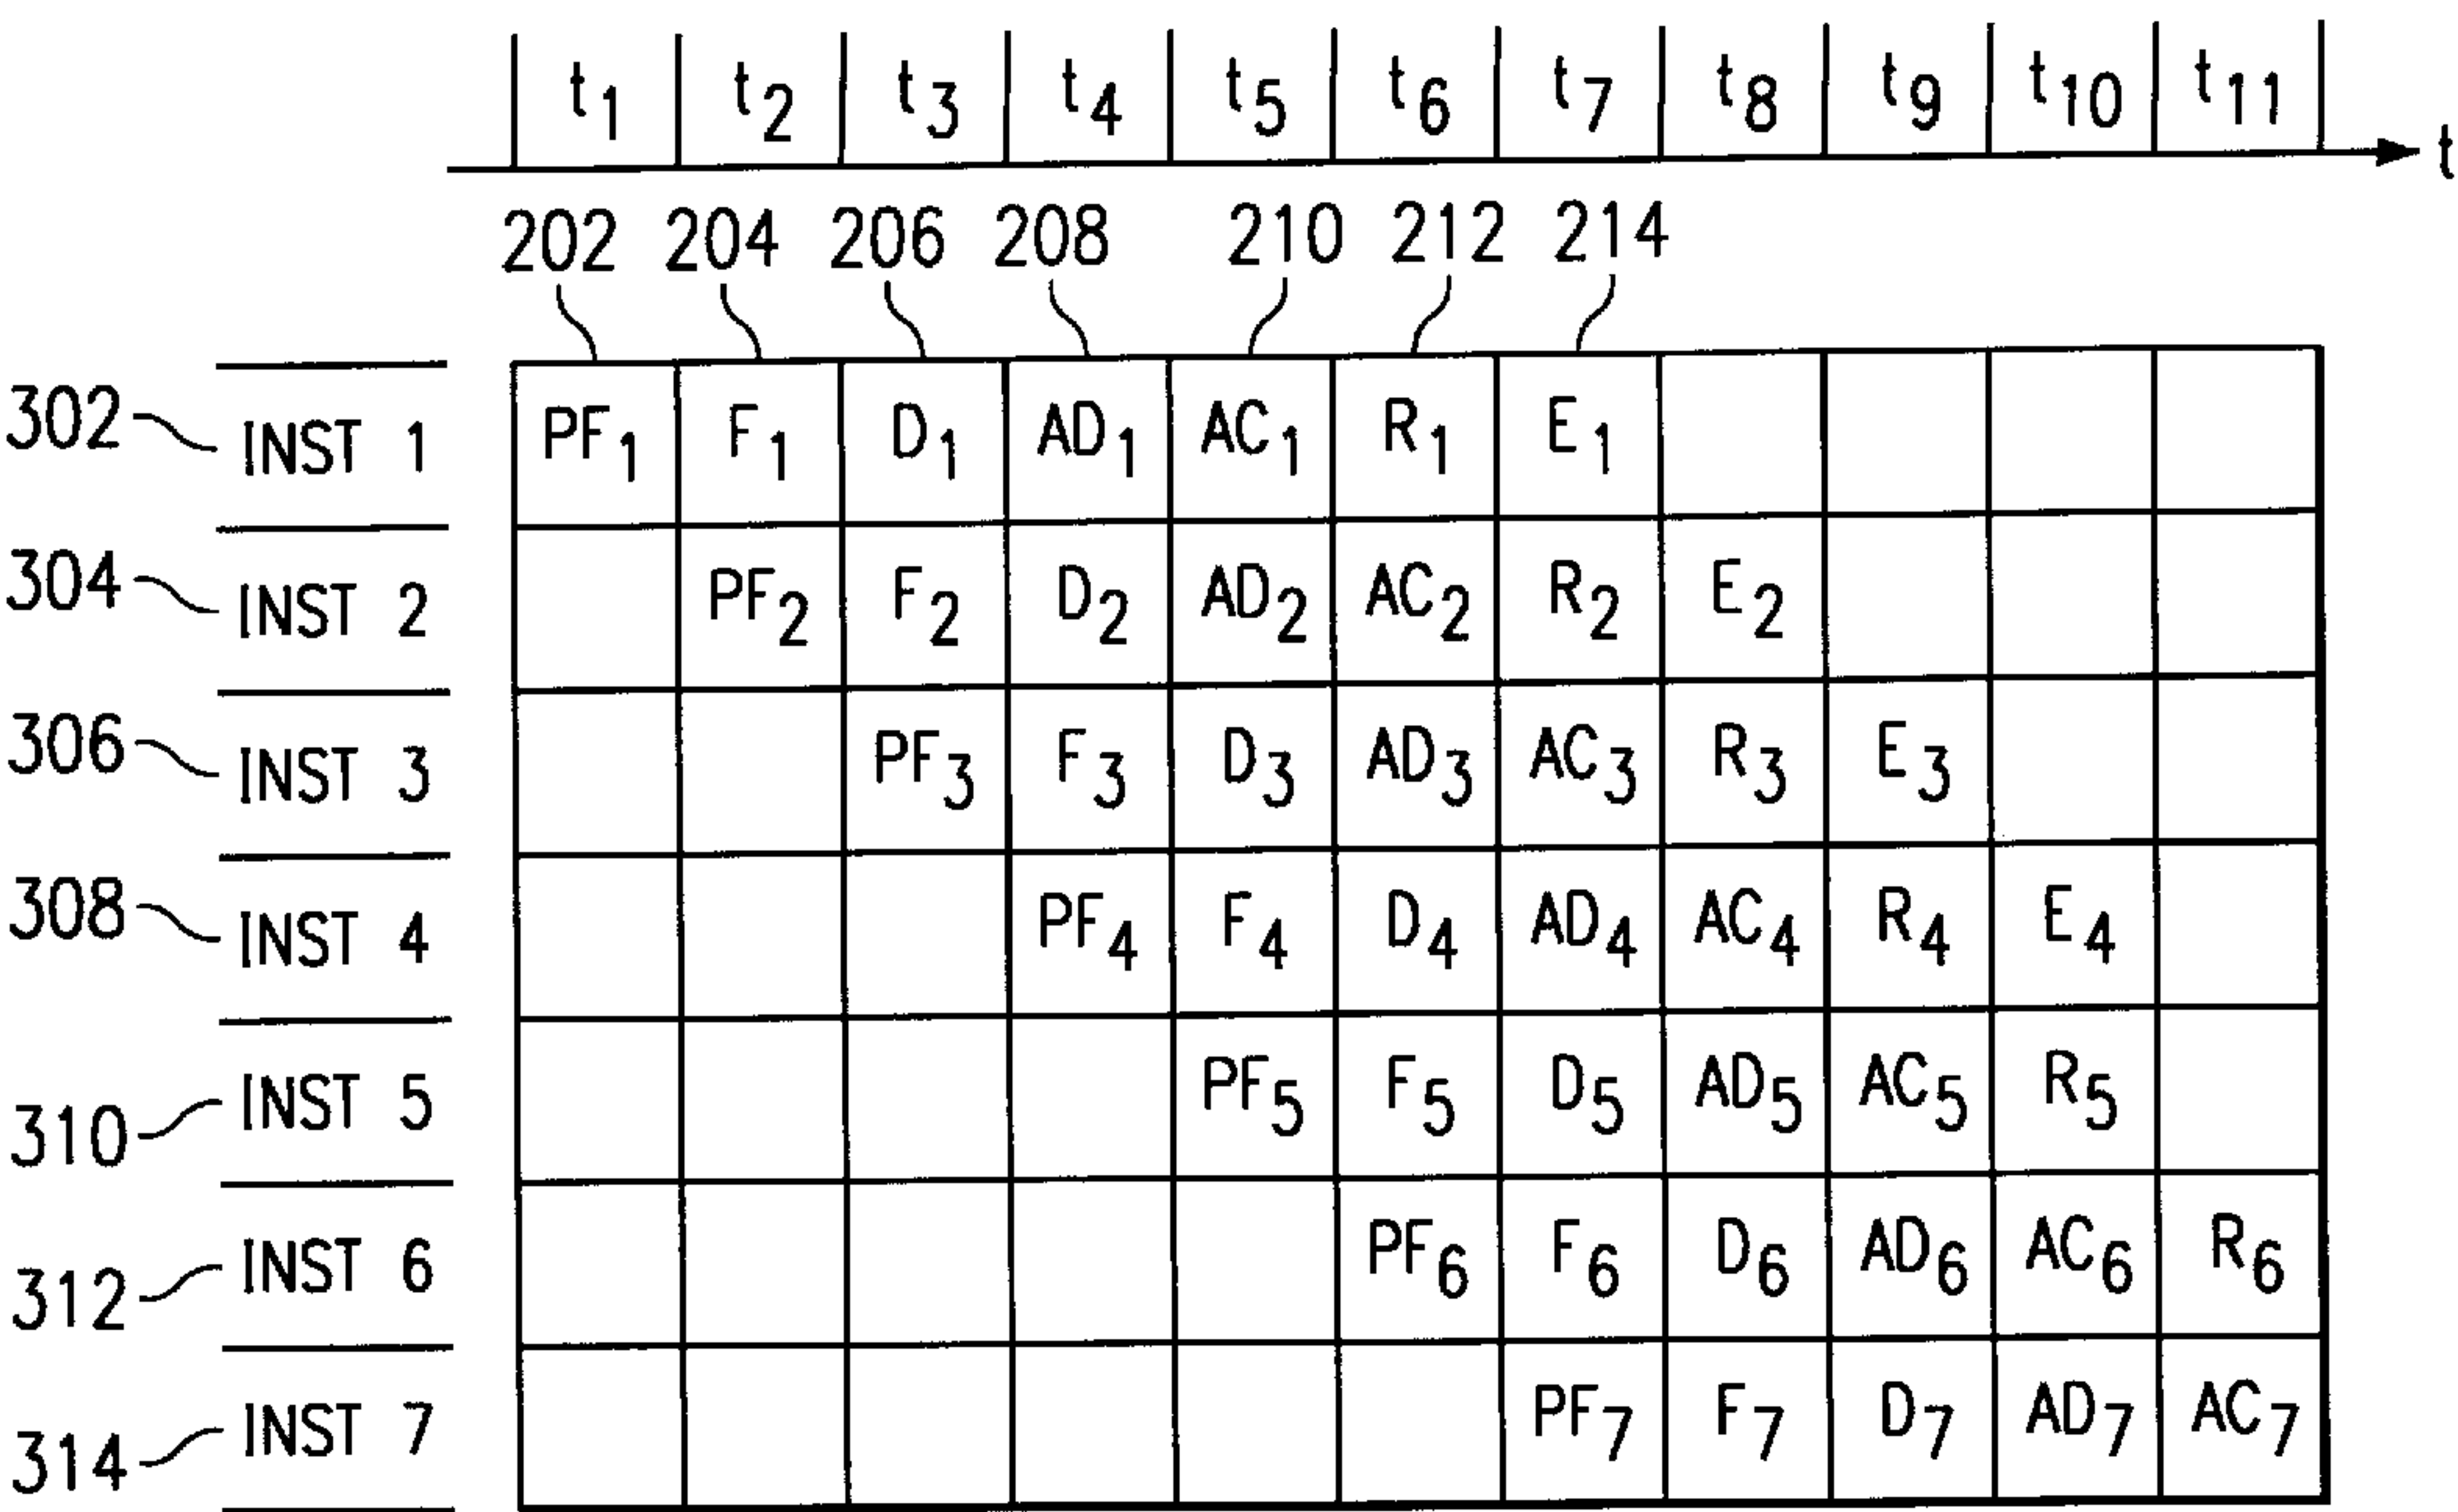 t1 t2 t3 t4 t5 t6 t7 t8 t9 t10 t11
t
202 204 206 208 210 212 214
302 INST 1 PF1 F1 D1 AD1 AC1 R1 E1
304 INST 2 PF2 F2 D2 AD2 AC2 R2 E2
306 INST 3 PF3 F3 D3 AD3 AC3 R3 E3
308 INST 4 PF4 F4 D4 AD4 AC4 R4 E4
310 INST 5 PF5 F5 D5 AD5 AC5 R5
312 INST 6 PF6 F6 D6 AD6 AC6 R6
314 INST 7 PF7 F7 D7 AD7 AC7